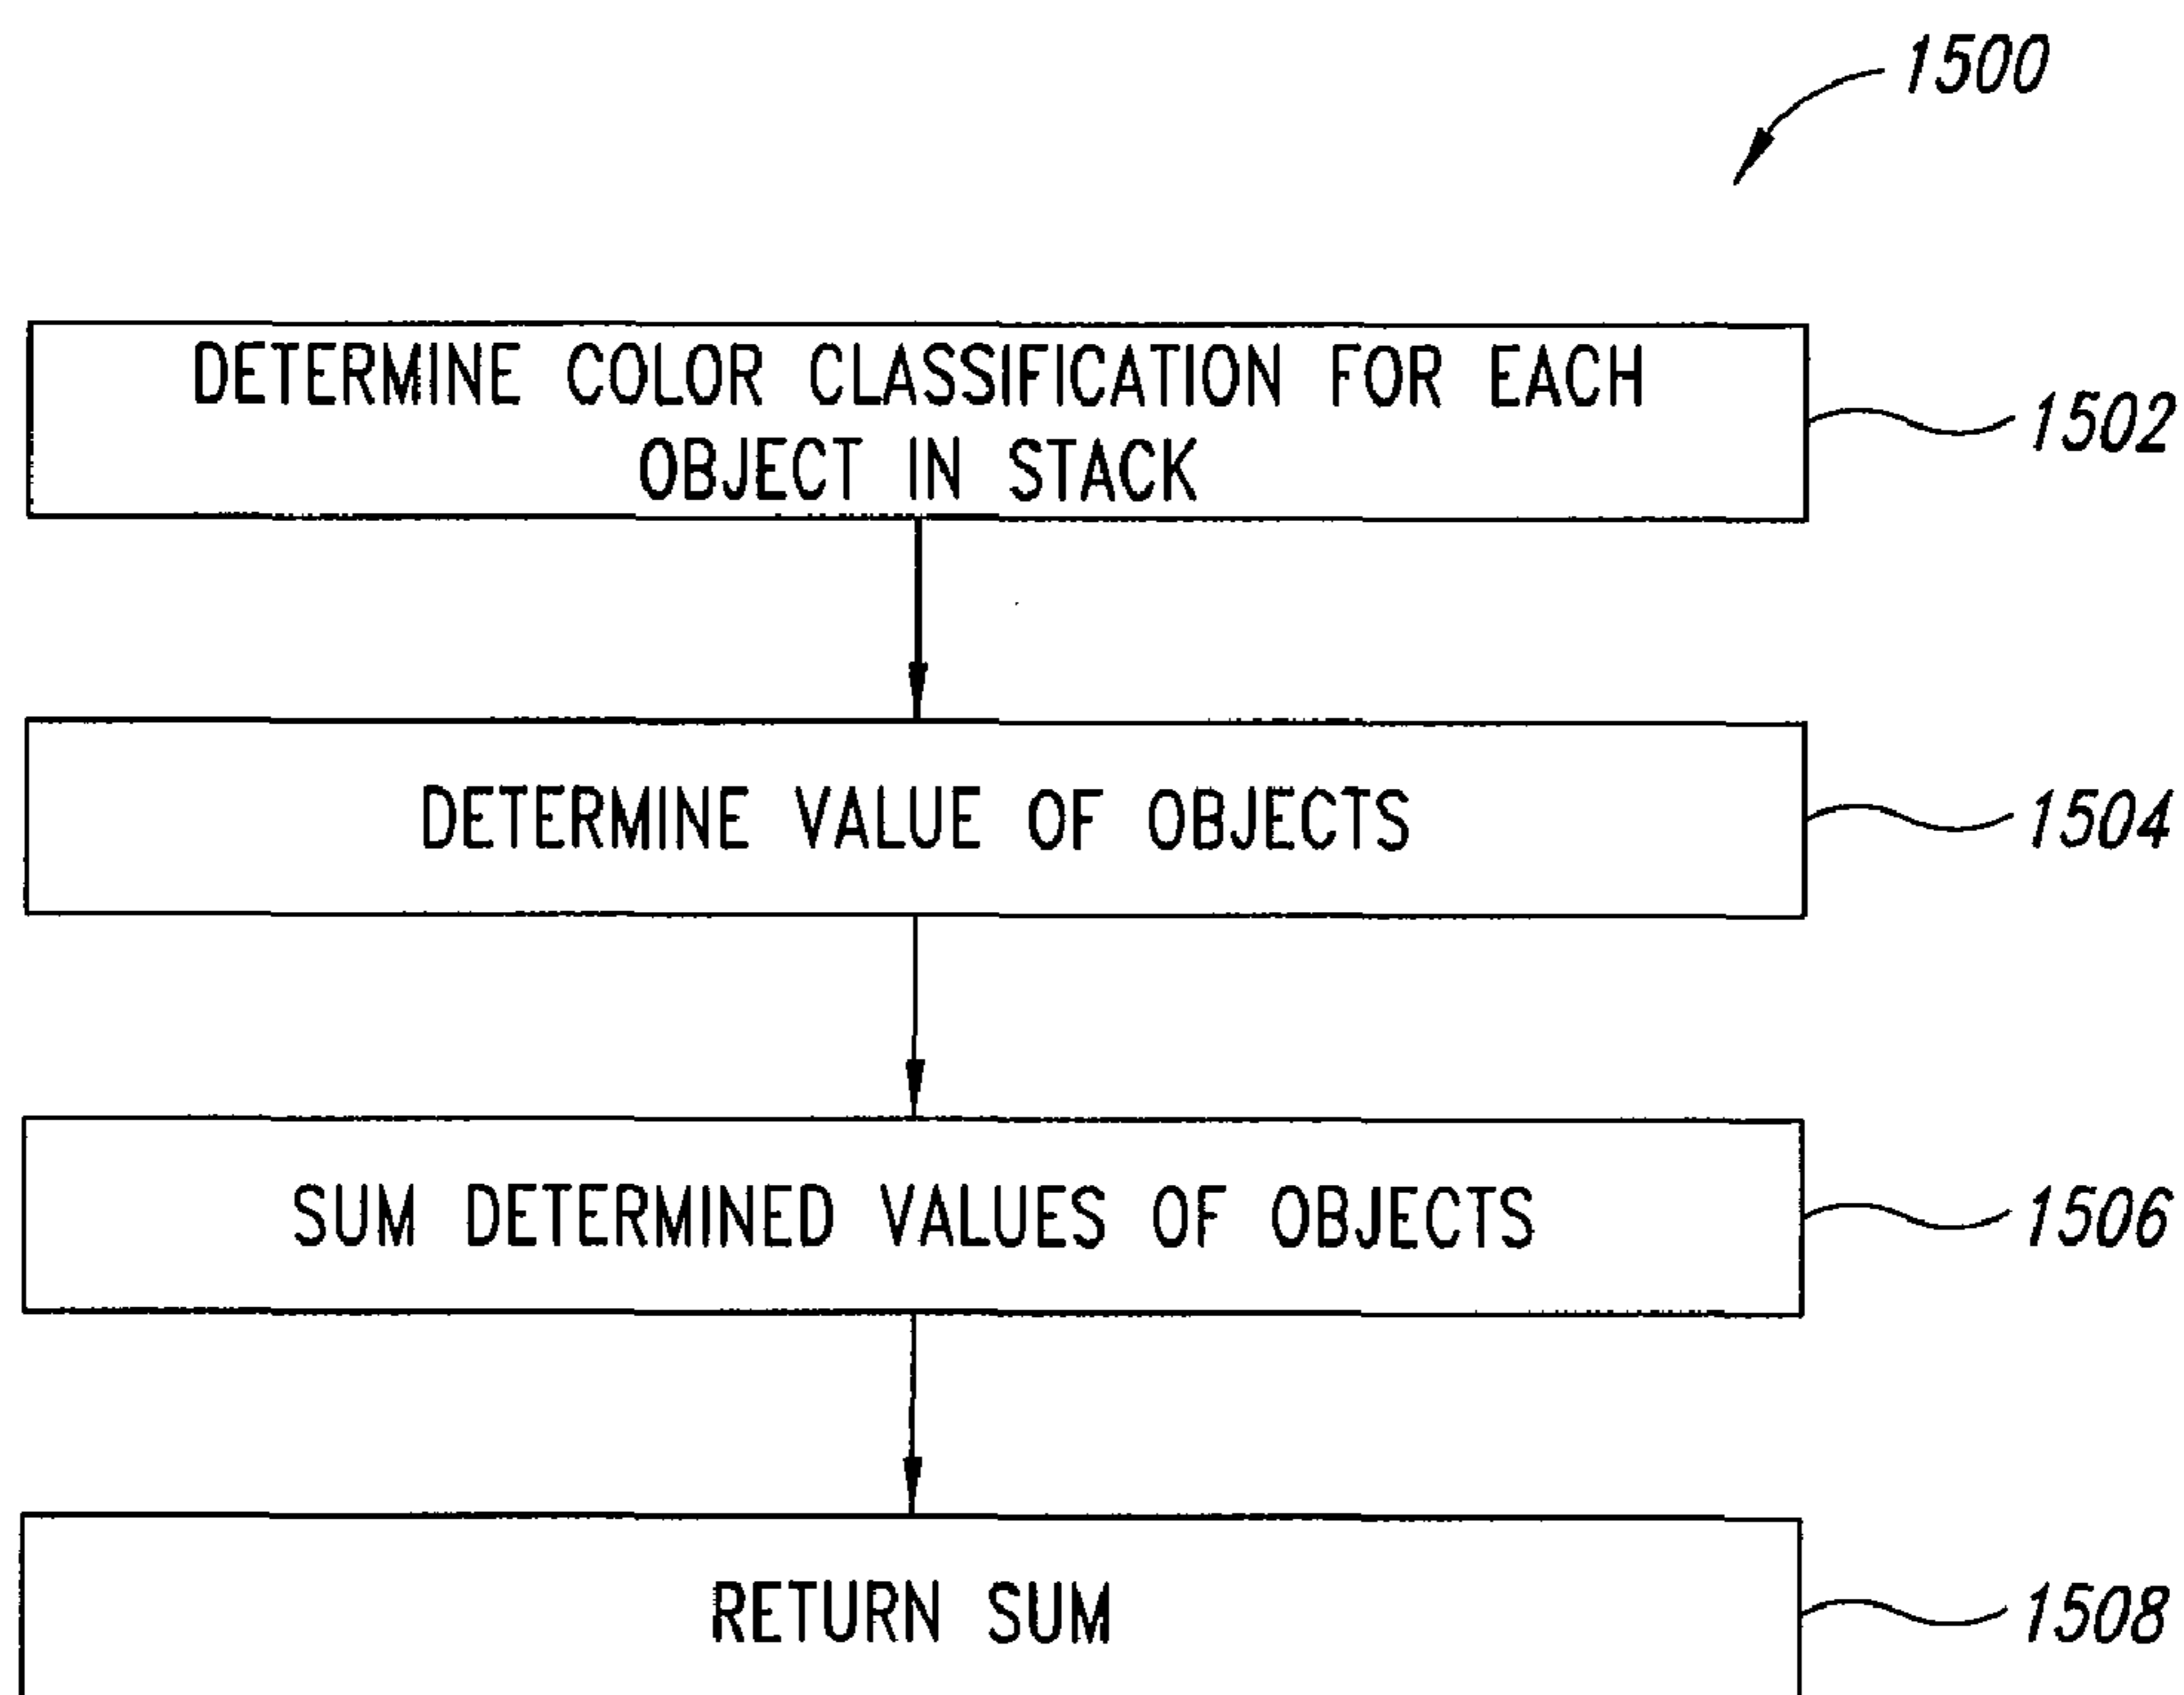 1500
DETERMINE COLOR CLASSIFICATION FOR EACH
OBJECT IN STACK
1502
DETERMINE VALUE OF OBJECTS
1504
SUM DETERMINED VALUES OF OBJECTS
1506
RETURN SUM
1508